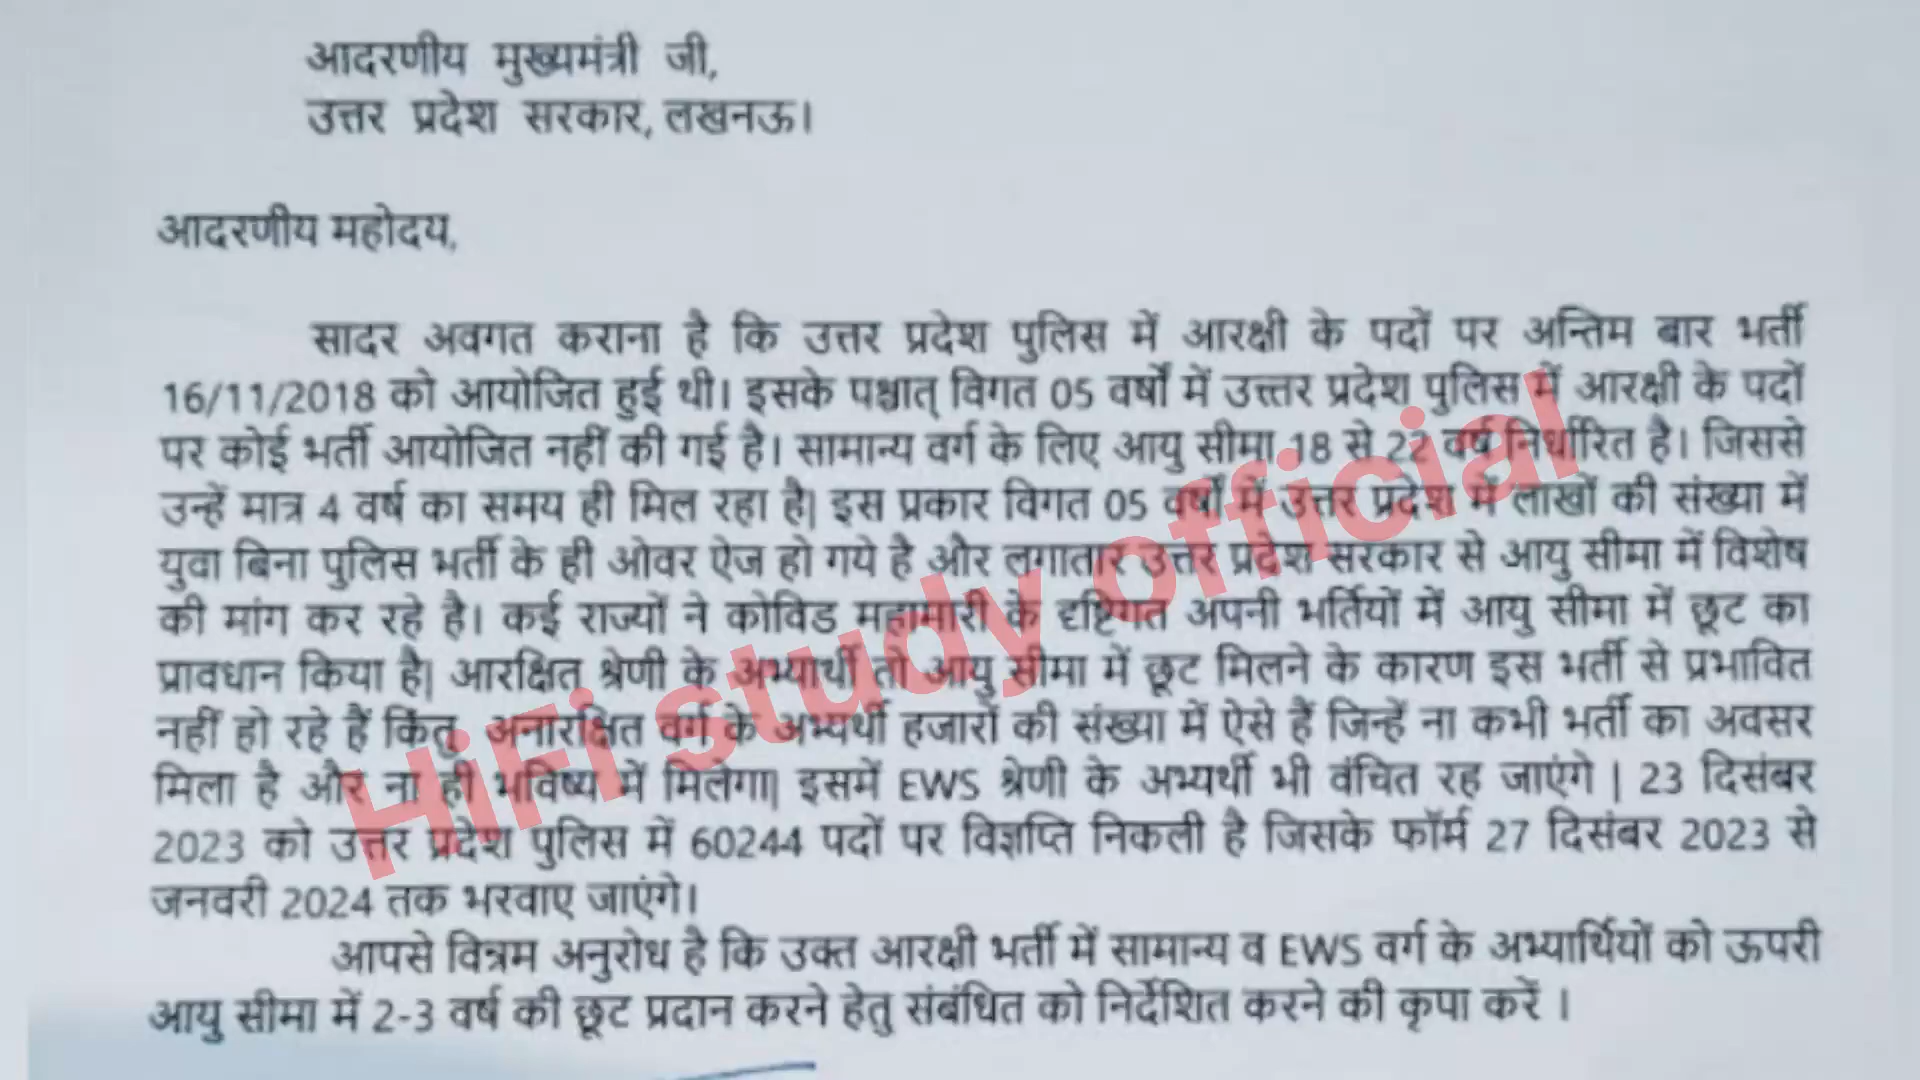 आदरणीय मुख्यमंत्री जी,
उत्तर प्रदेश सरकार, लखनऊ।
आदरणीय महोदय,
सादर अवगत कराना है कि उत्तर प्रदेश पुलिस में आरक्षी के पदों पर अन्तिम बार भर्ती
16/11/2018 को आयोजित हुई थी। इसके पश्चात् विगत 05 वर्षों में उत्त्तर प्रदेश पुलिस में आरक्षी के पदों
पर कोई भर्ती आयोजित नहीं की गई है। सामान्य वर्ग के लिए आयु सीमा 18 से 22 वर्ष निर्धारित है। जिससे
उन्हें मात्र 4 वर्ष का समय ही मिल रहा है| इस प्रकार विगत 05 वर्षों में उत्तर प्रदेश में लाखों की संख्या में
युवा बिना पुलिस भर्ती के ही ओवर ऐज हो गये है और लगातार उत्तर प्रदेश सरकार से आयु सीमा में विशेष
की मांग कर रहे है। कई राज्यों ने कोविड महामारी के दृष्टिगत अपनी भर्तियों में आयु सीमा में छूट का
प्रावधान किया है| आरक्षित श्रेणी के अभ्यार्थी तो आयु सीमा में छूट मिलने के कारण इस भर्ती से प्रभावित
नहीं हो रहे हैं किंतु अनारक्षित वर्ग के अभ्यर्थी हजारों की संख्या में ऐसे हैं जिन्हें ना कभी भर्ती का अवसर
मिला है और ना ही भविष्य में मिलेगा| इसमें EWS श्रेणी के अभ्यर्थी भी वंचित रह जाएंगे | 23 दिसंबर
2023 को उत्तर प्रदेश पुलिस में 60244 पदों पर विज्ञप्ति निकली है जिसके फॉर्म 27 दिसंबर 2023 से
जनवरी 2024 तक भरवाए जाएंगे।
आपसे विन्रम अनुरोध है कि उक्त आरक्षी भर्ती में सामान्य व EWS वर्ग के अभ्यार्थियों को ऊपरी
आयु सीमा में 2-3 वर्ष की छूट प्रदान करने हेतु संबंधित को निर्देशित करने की कृपा करें ।
HiFi study official